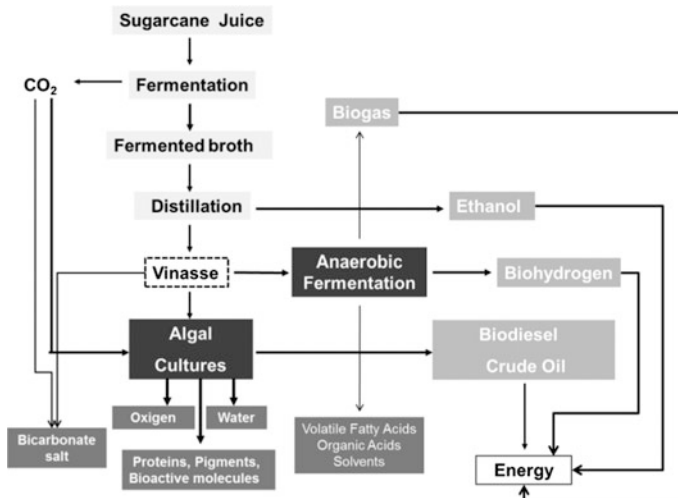 Sugarcane Juice
CO₂
Fermentation
Biogas
Fermented broth
Distillation
Ethanol
Vinasse
Anaerobic
Fermentation
Biohydrogen
Algal
Cultures
Biodiesel
Crude Oil
Oxigen
Water
Bicarbonate
salt
Volatile Fatty Acids
Organic Acids
Solvents
Proteins, Pigments,
Bioactive molecules
Energy